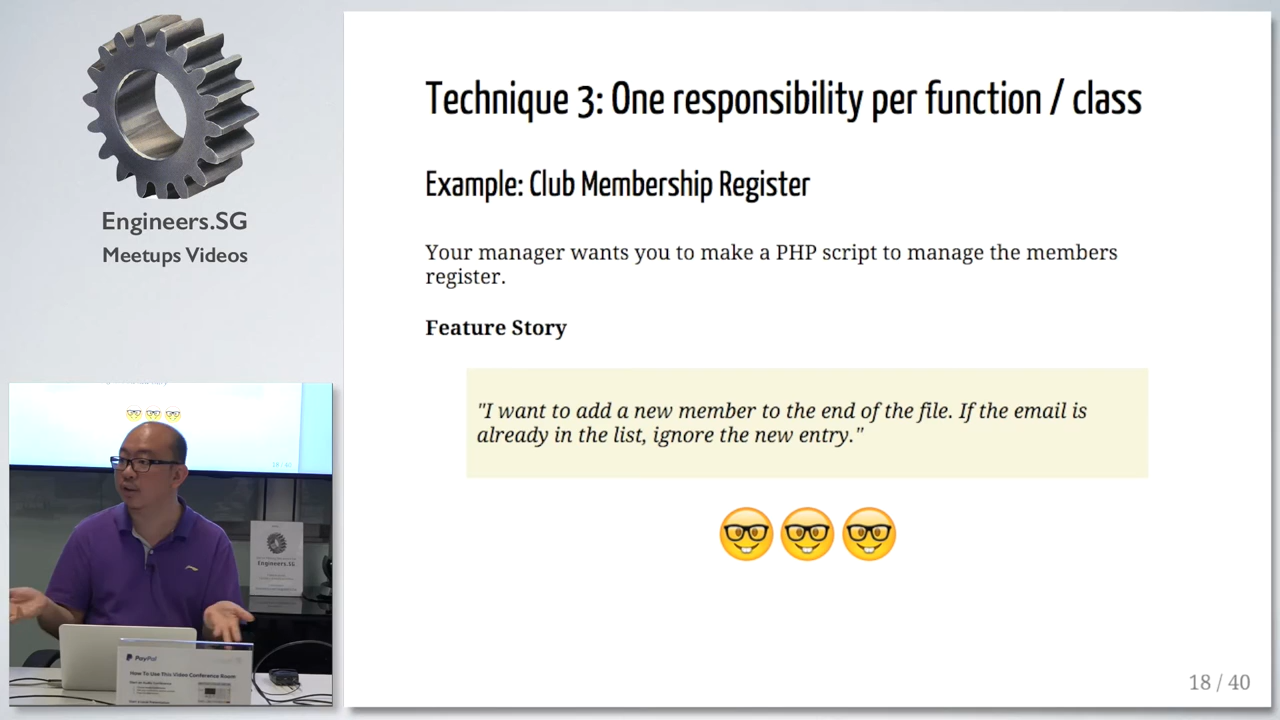 Engineers.SG
Meetups Videos
Technique 3: One responsibility per function / class
Example: Club Membership Register
Your manager wants you to make a PHP script to manage the members
register.
Feature Story
"I want to add a new member to the end of the file. If the email is
already in the list, ignore the new entry."
18 / 40
18 / 40
Engineers.SG
PayPal
How To Use This Video Conference Room